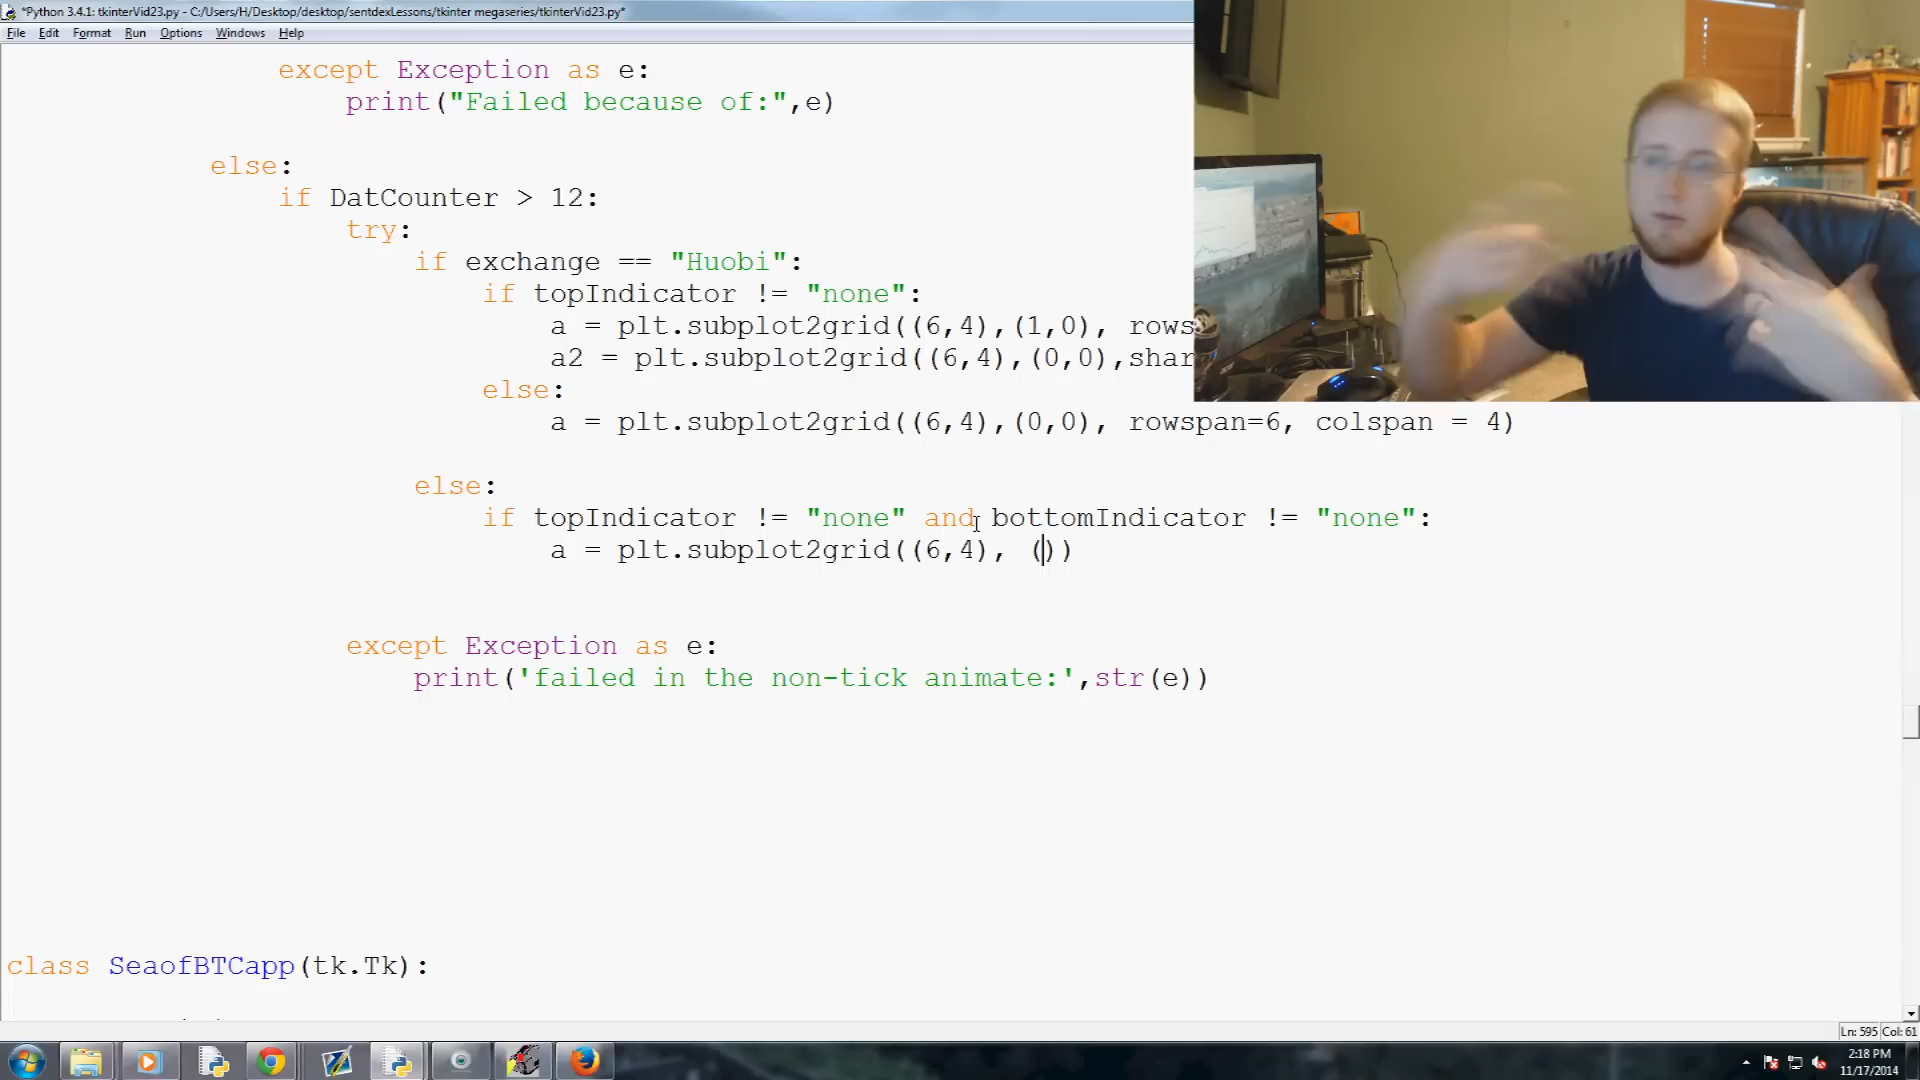 *Python 3.4.1: tkinterVid23.py - C:/Users/H/Desktop/desktop/sentdexLessons/tkinter megaseries/tkinterVid23.py*
File Edit Format Run Options Windows Help
except Exception as e:
print("Failed because of:",e)
else:
if DatCounter > 12:
try:
if exchange == "Huobi":
if topIndicator != "none":
a = plt.subplot2grid((6,4),(1,0), rows
a2 = plt.subplot2grid((6,4),(0,0),shar
else:
a = plt.subplot2grid((6,4),(0,0), rowspan=6, colspan = 4)
else:
if topIndicator != "none" and bottomIndicator != "none":
a = plt.subplot2grid((6,4), ())
except Exception as e:
print('failed in the non-tick animate:',str(e))
class SeaofBTCapp(tk.Tk):
Ln: 595 Col: 61
2:18 PM
11/17/2014